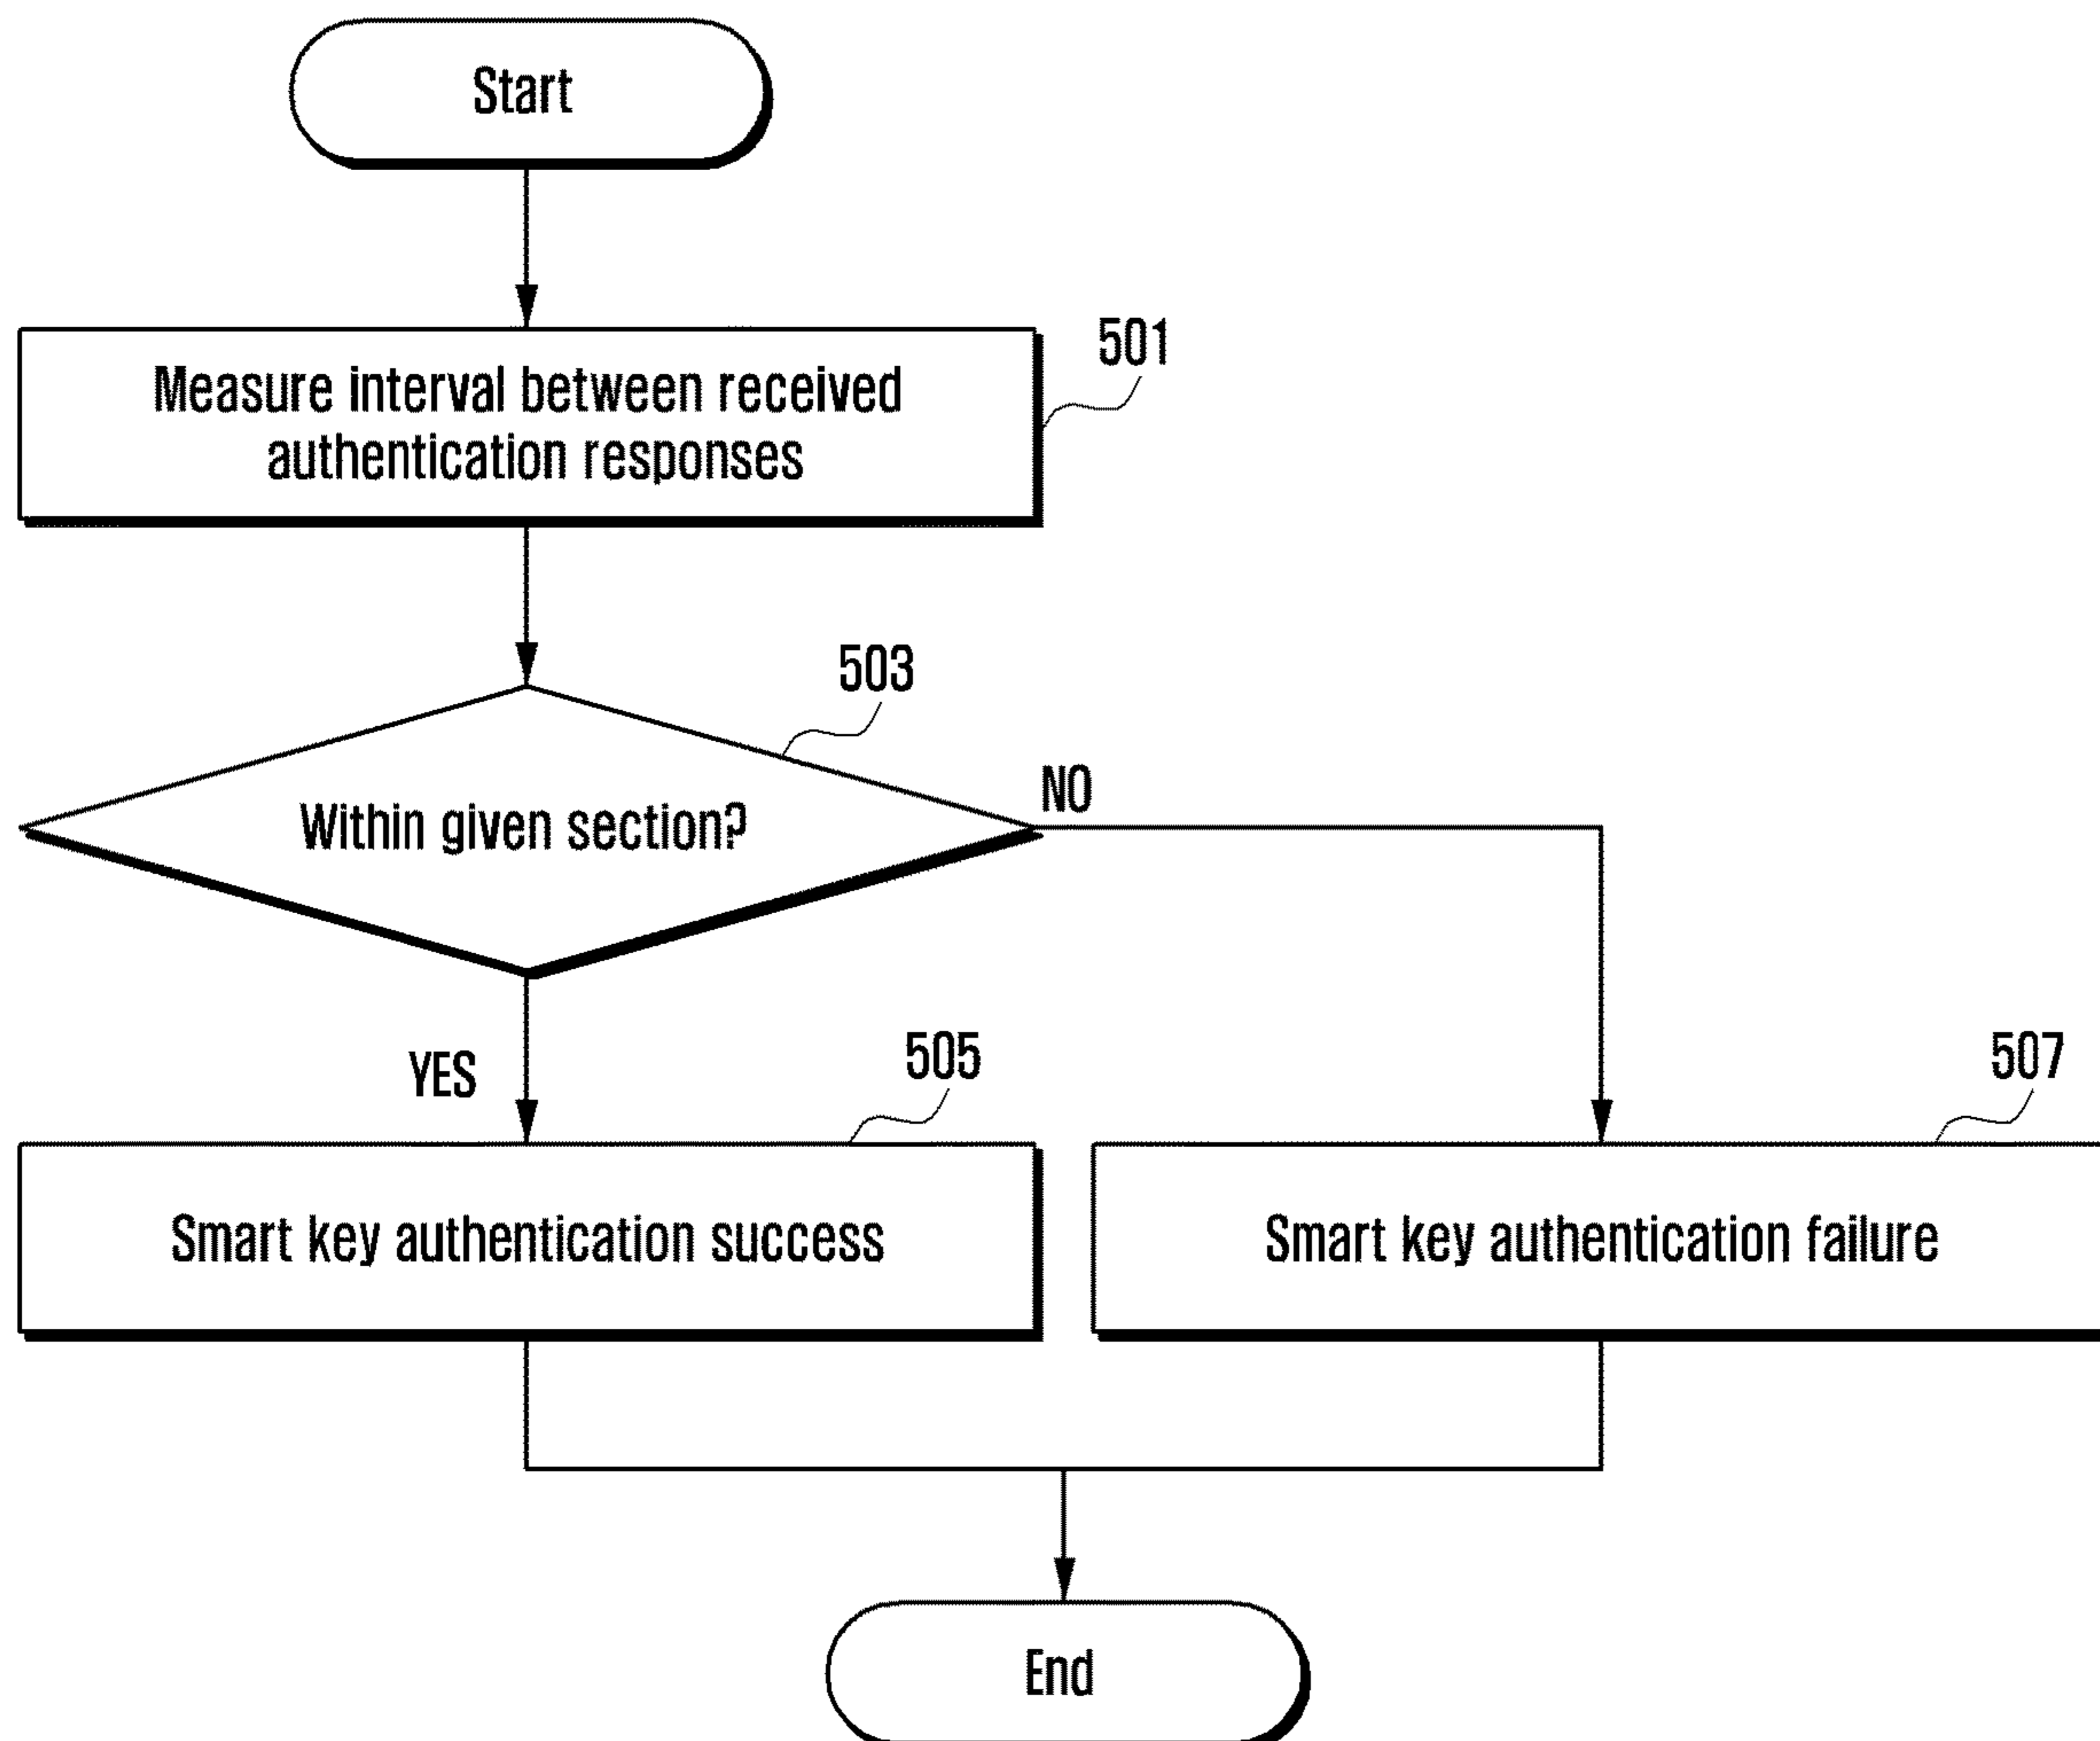 Start
501
Measure interval between received
authentication responses
503
NO
Within given section?
YES
505
507
Smart key authentication success
Smart key authentication failure
End